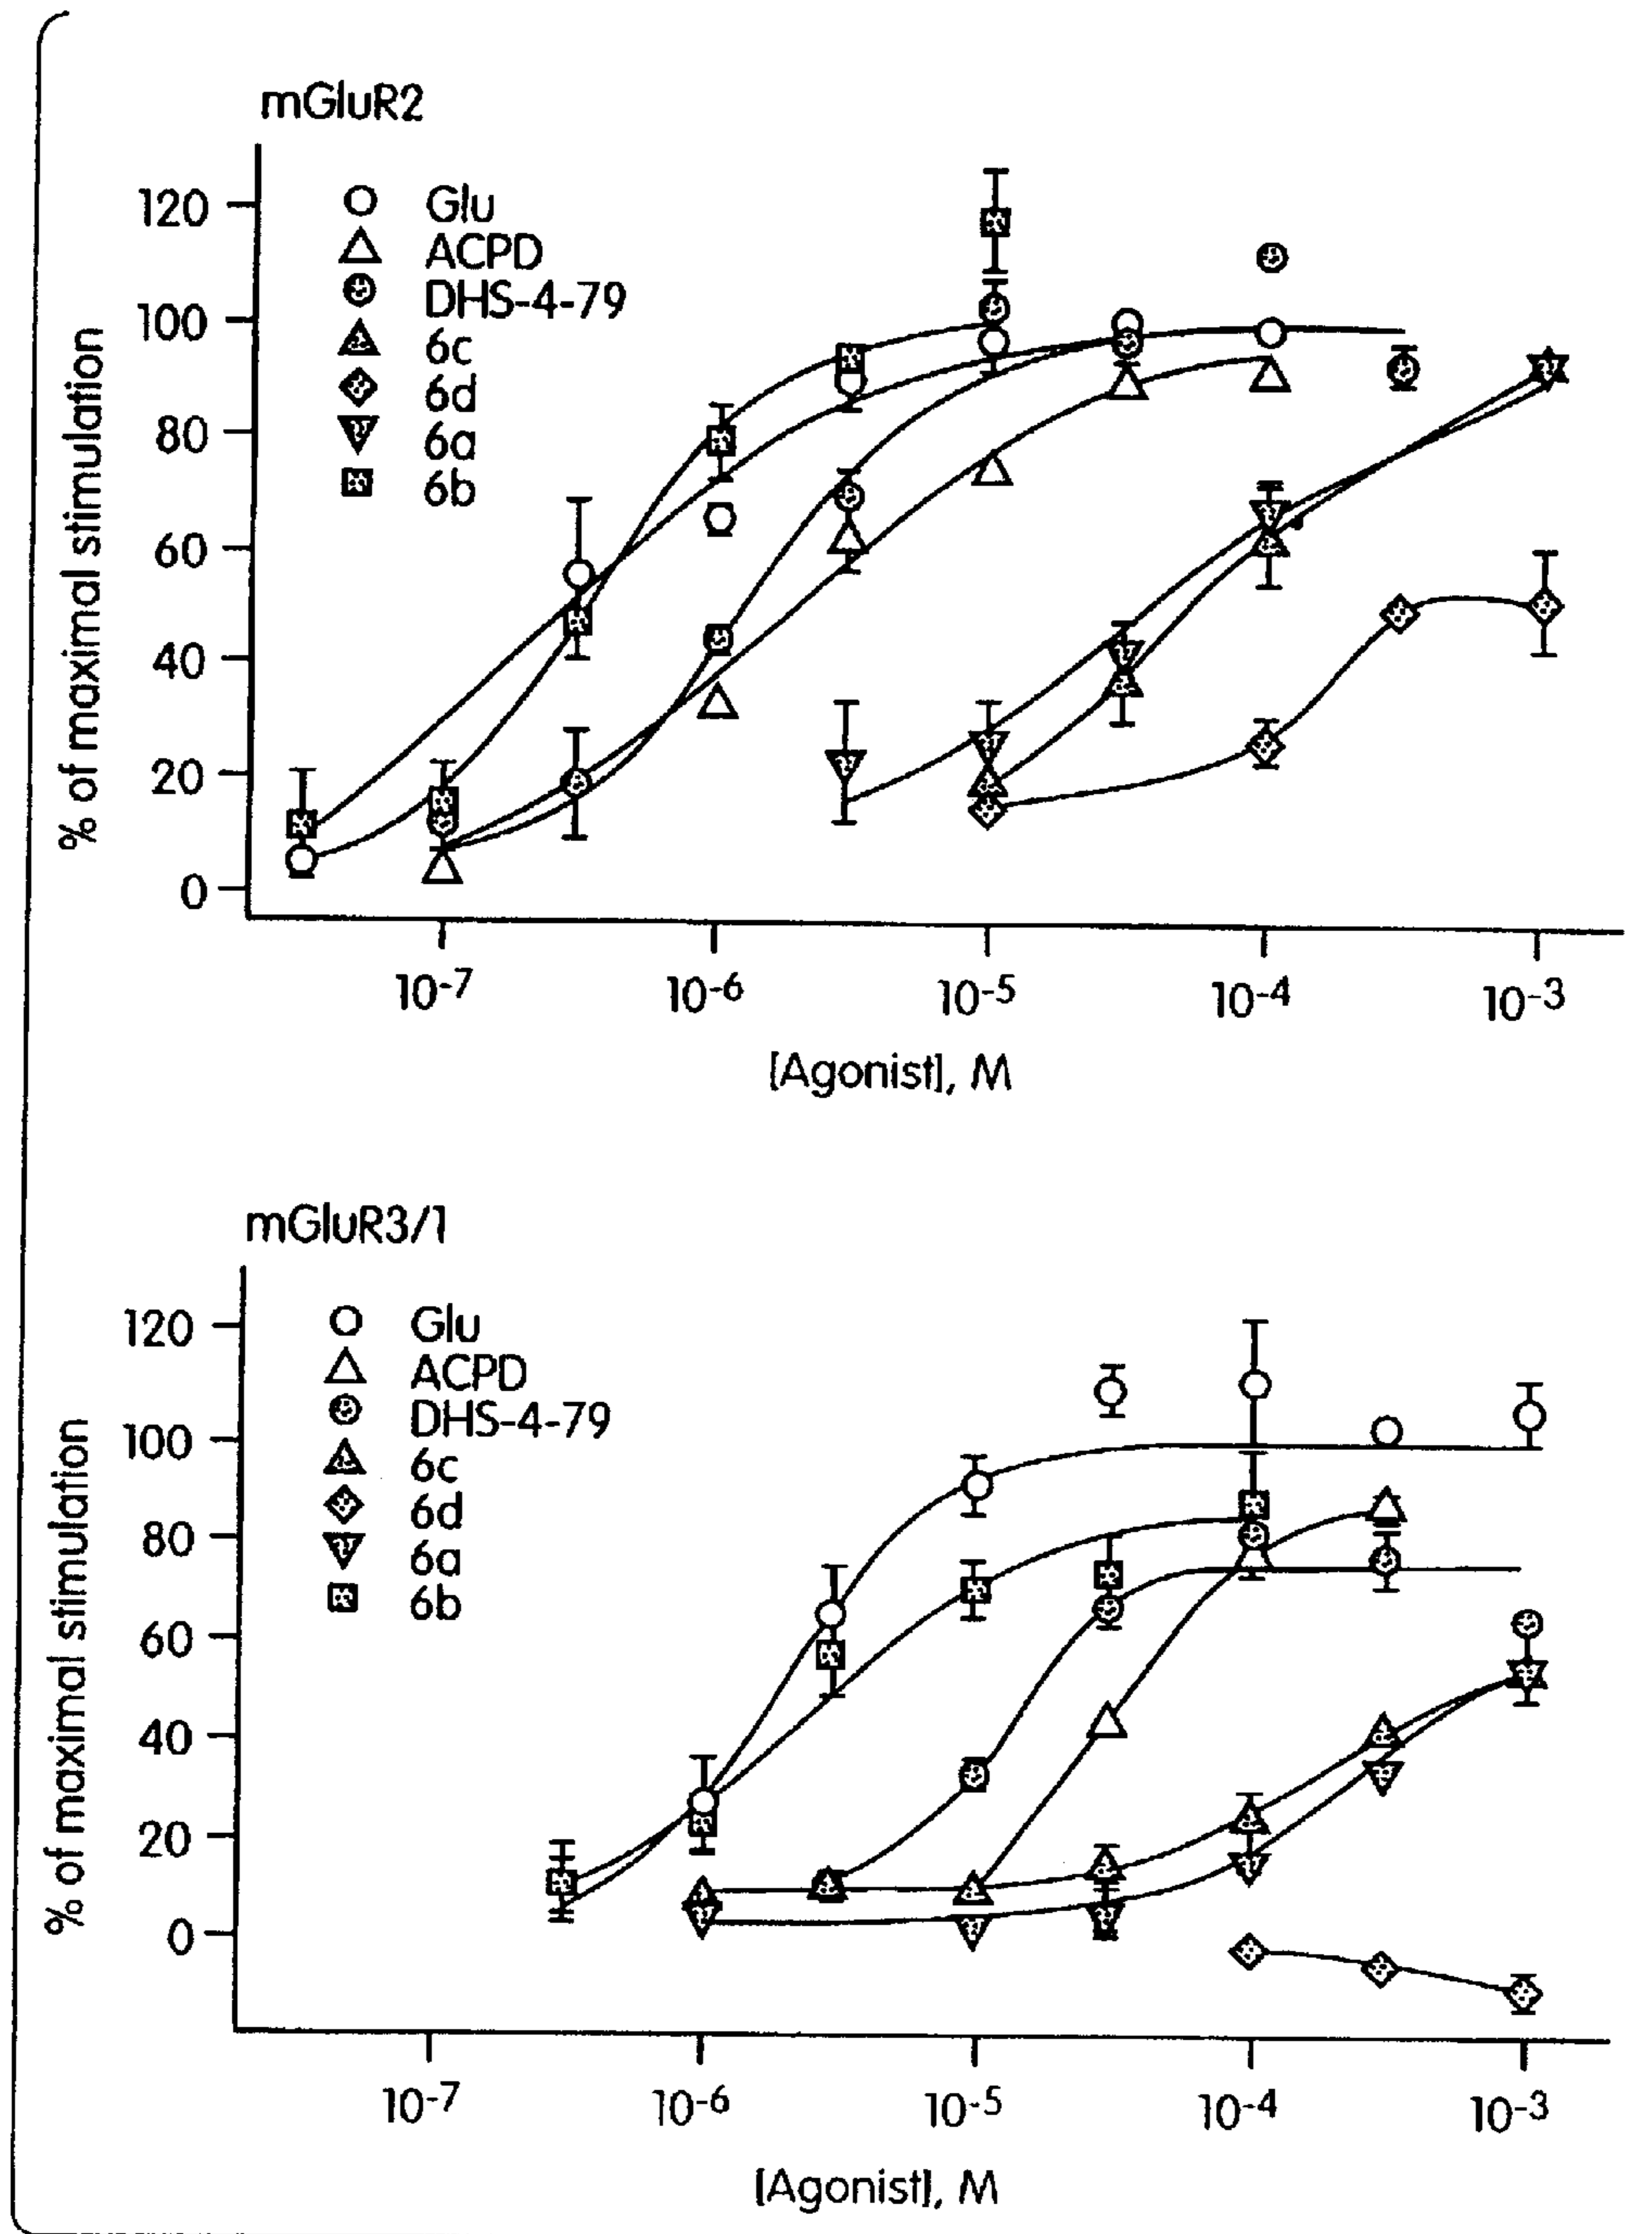 mGluR2
% of maximal stimulation
120
100
80
60
40
20
0
Glu
ACPD
DHS-4-79
6c
6d
6a
6b
10-7
10-6
10-5
10-4
10-3
[Agonist], M
mGluR3/1
% of maximal stimulation
120
100
80
60
40
20
0
Glu
ACPD
DHS-4-79
6c
6d
6a
6b
10-7
10-6
10-5
10-4
10-3
[Agonist], M